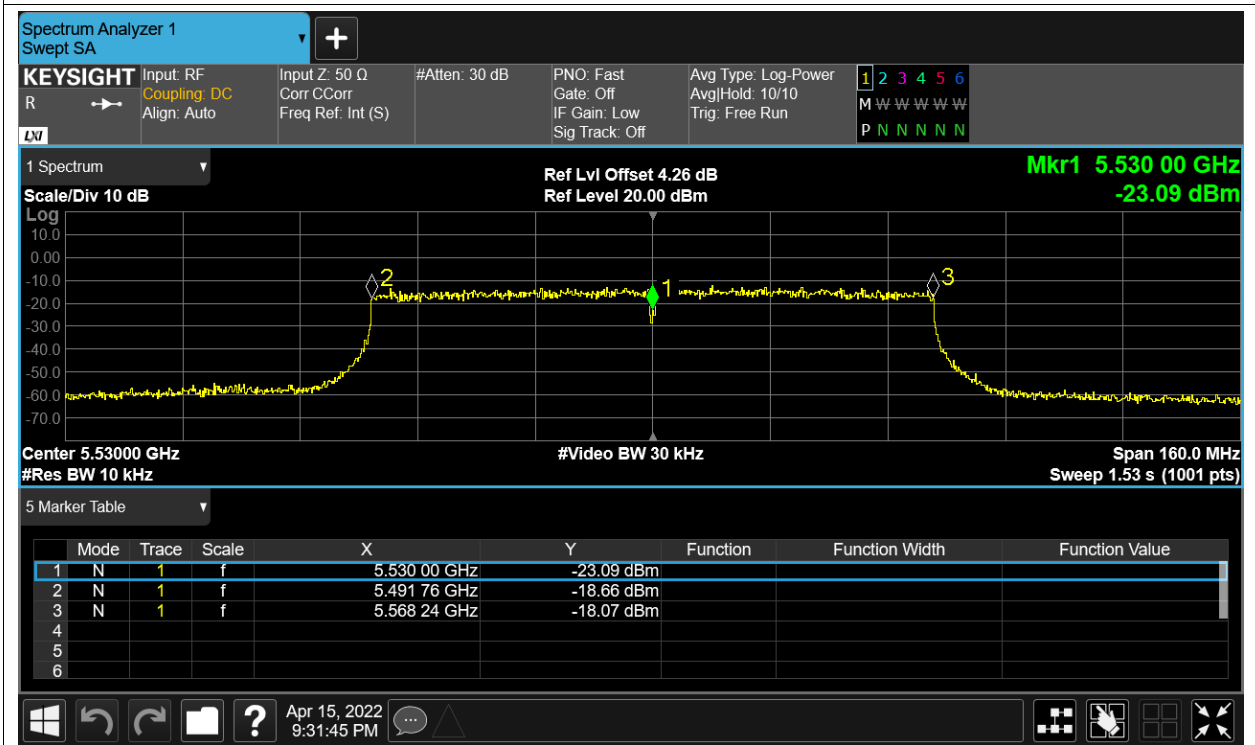 Spectrum Analyzer 1
Swept SA
KEYSIGHT
R
LXI
Input: RF
Coupling: DC
Align: Auto
Input Z: 50 Ω
Corr CCorr
Freq Ref: Int (S)
#Atten: 30 dB
PNO: Fast
Gate: Off
IF Gain: Low
Sig Track: Off
Avg Type: Log-Power
Avg|Hold: 10/10
Trig: Free Run
1 2 3 4 5 6
M W W W W W
P N N N N N
1 Spectrum
Scale/Div 10 dB
Ref Lvl Offset 4.26 dB
Ref Level 20.00 dBm
Mkr1 5.530 00 GHz
-23.09 dBm
Log
10.0
0.00
-10.0
-20.0
-30.0
-40.0
-50.0
-60.0
-70.0
2
1
3
Center 5.53000 GHz
#Res BW 10 kHz
#Video BW 30 kHz
Span 160.0 MHz
Sweep 1.53 s (1001 pts)
5 Marker Table
Mode Trace Scale X Y Function Function Width Function Value
1 N 1 f 5.530 00 GHz -23.09 dBm
2 N 1 f 5.491 76 GHz -18.66 dBm
3 N 1 f 5.568 24 GHz -18.07 dBm
4
5
6
?
Apr 15, 2022
9:31:45 PM